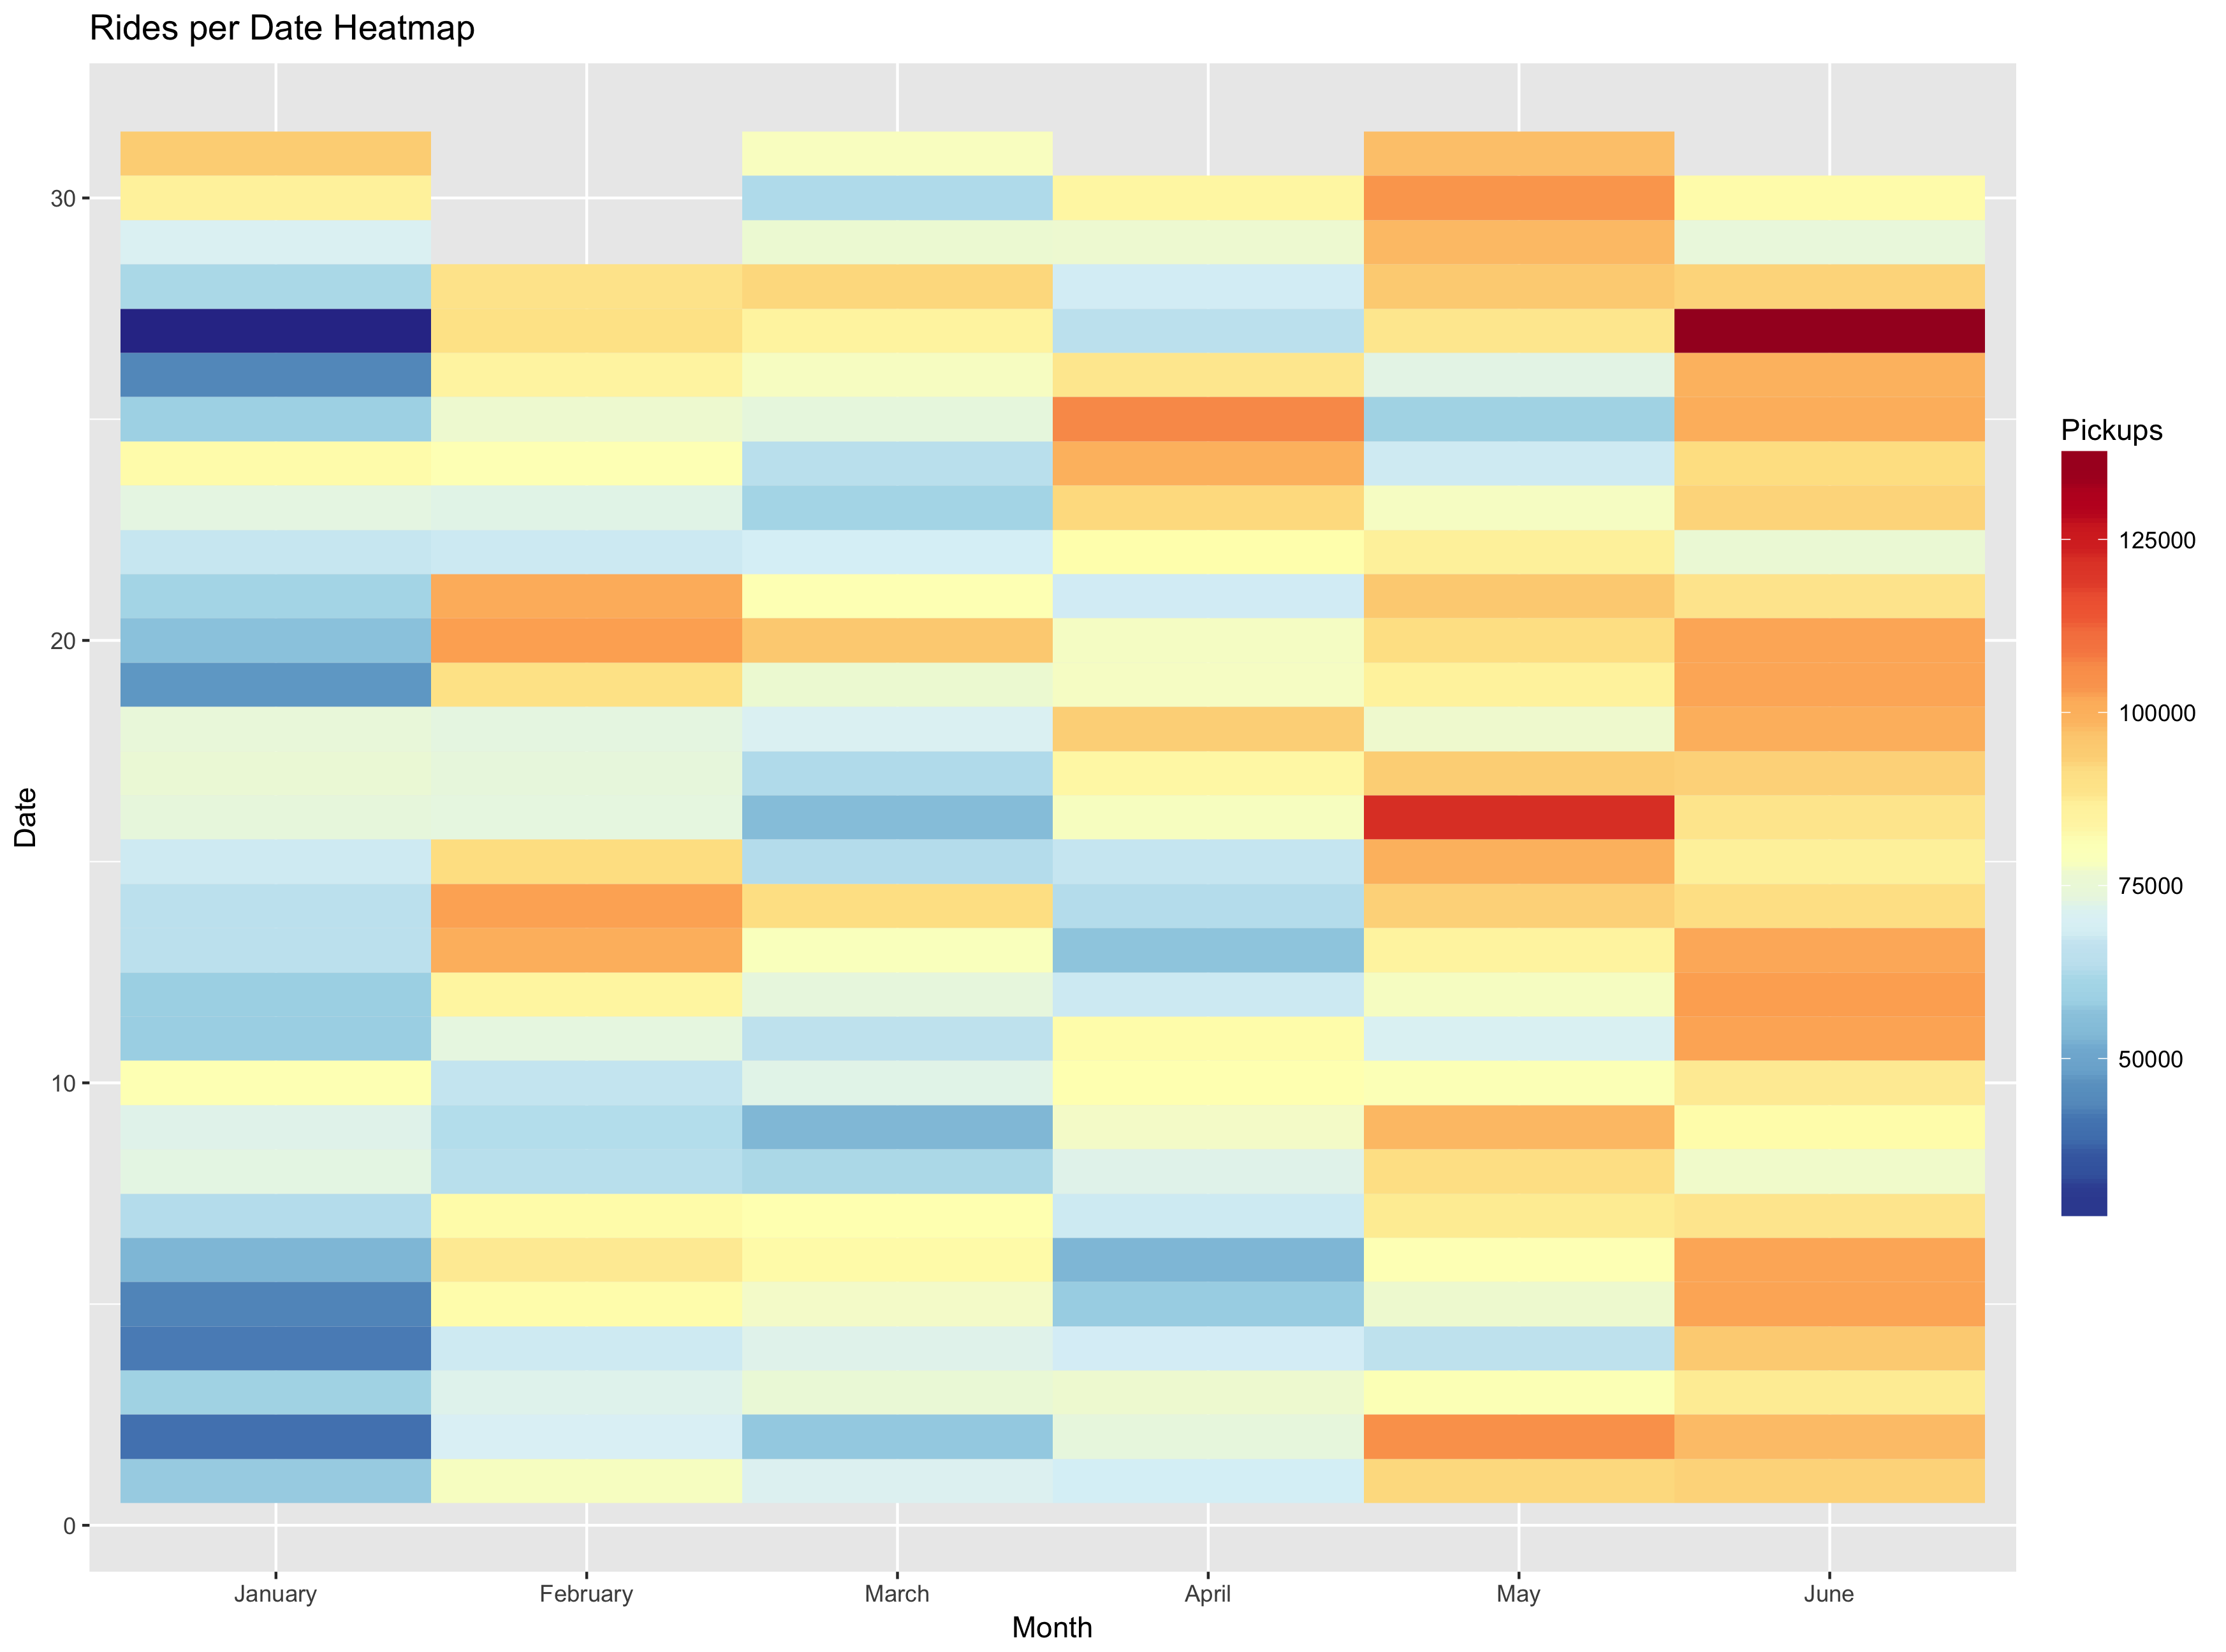 Rides per Date Heatmap
30
20
10
0
Date
January February March April May June
Month
Pickups
125000
100000
75000
50000